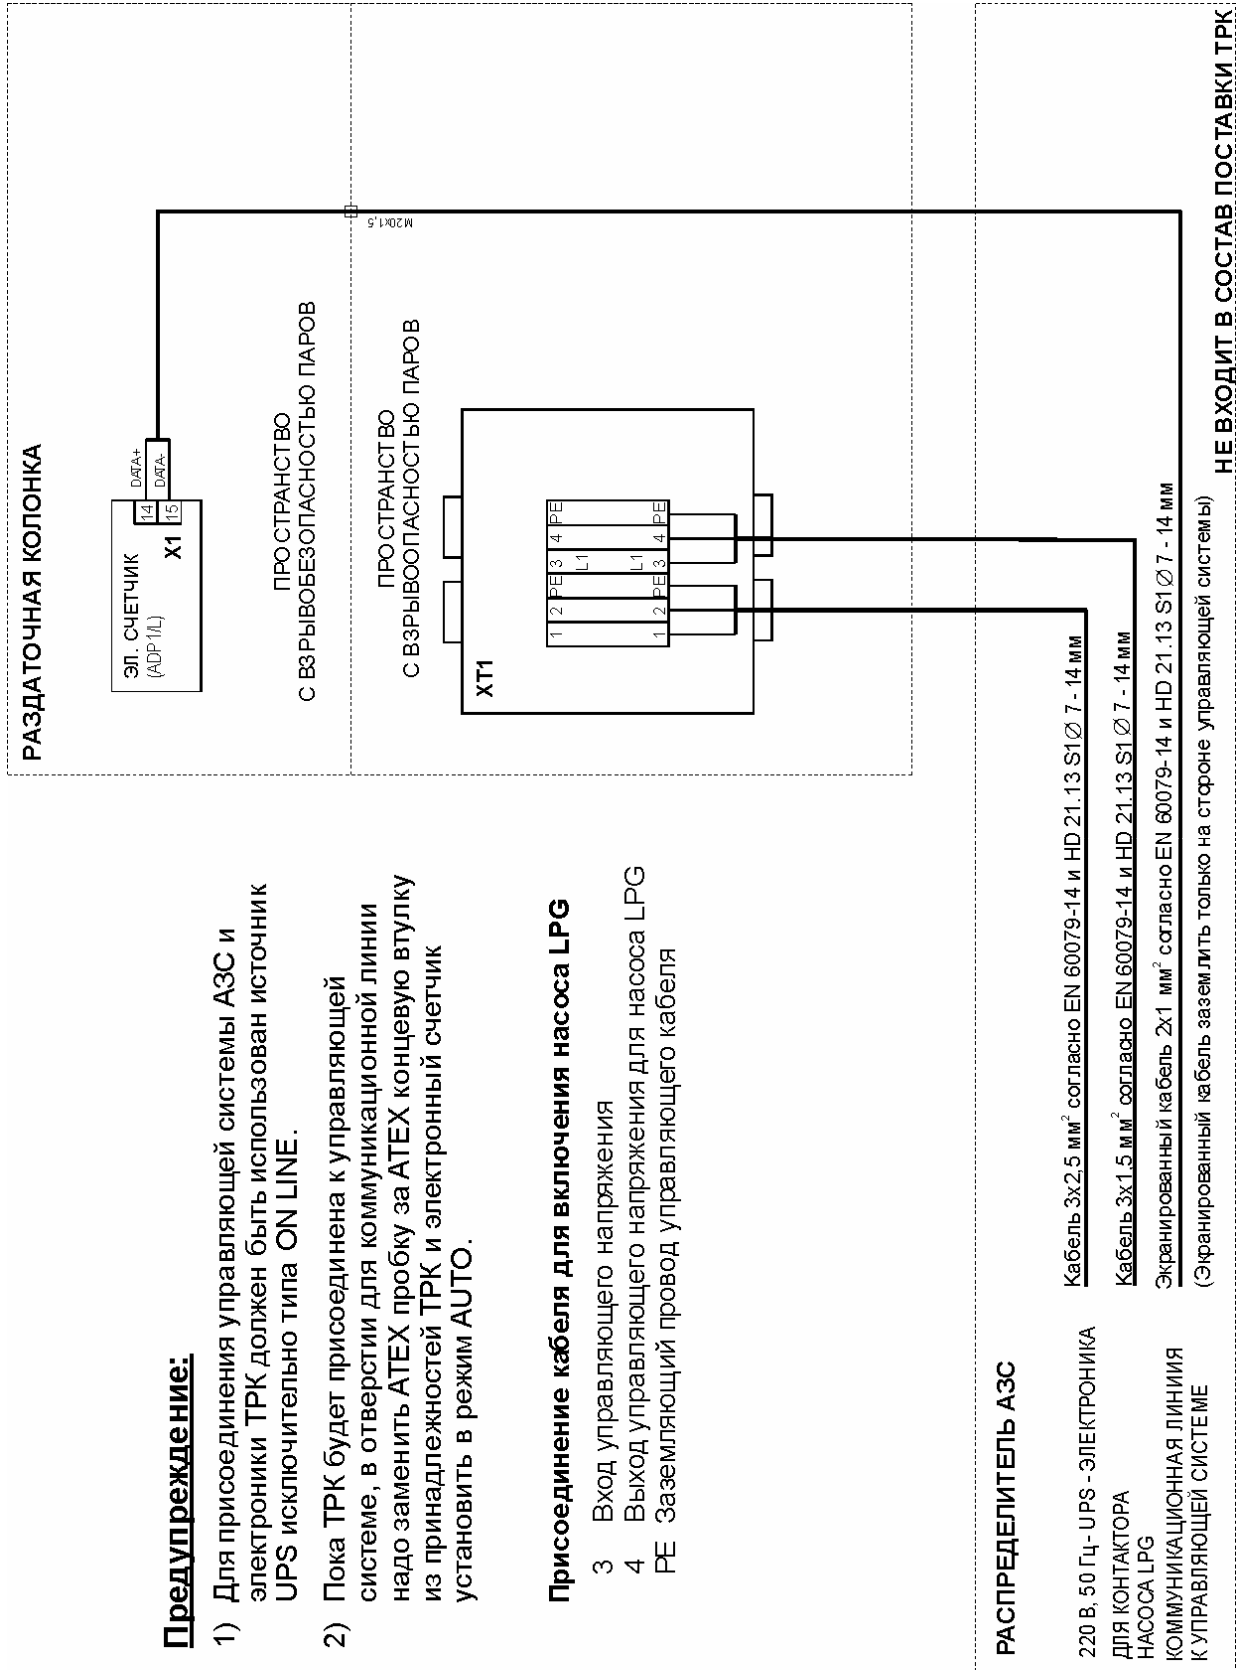 Предупреждение:
1) Для присоединения управляющей системы АЗС и
электроники ТРК должен быть использован источник
UPS исключительно типа ON LINE.
2) Пока ТРК будет присоединена к управляющей
системе, в отверстии для коммуникационной линии
надо заменить ATEX пробку за ATEX концевую втулку
из принадлежностей ТРК и электронный счетчик
установить в режим AUTO.
Присоединение кабеля для включения насоса LPG
3 Вход управляющего напряжения
4 Выход управляющего напряжения для насоса LPG
PE Заземляющий провод управляющего кабеля
РАЗДАТОЧНАЯ КОЛОНКА
ЭЛ. СЧЕТЧИК
(ADP1/L)
X1
14
15
DATA+
DATA-
ПРОСТРАНСТВО
С ВЗРЫВОБЕЗОПАСНОСТЬЮ ПАРОВ
M20x1,5
ПРОСТРАНСТВО
С ВЗРЫВООПАСНОСТЬЮ ПАРОВ
XT1
1 2 PE 3 4 PE
L1
L1
1 2 PE 3 4 PE
РАСПРЕДЕЛИТЕЛЬ АЗС
220 В, 50 Гц - UPS - ЭЛЕКТРОНИКА
Кабель 3x2,5 мм² согласно EN 60079-14 и HD 21.13 S1∅ 7 - 14 мм
ДЛЯ КОНТАКТОРА
НАСОСА LPG
Кабель 3x1.5 мм² согласно EN 60079-14 и HD 21.13 S1∅ 7 - 14 мм
КОММУНИКАЦИОННАЯ ЛИНИЯ
К УПРАВЛЯЮЩЕЙ СИСТЕМЕ
Экранированный кабель 2x1 мм² согласно EN 60079-14 и HD 21.13 S1∅ 7 - 14 мм
(Экранированный кабель заземлить только на стороне управляющей системы)
НЕ ВХОДИТ В СОСТАВ ПОСТАВКИ ТРК